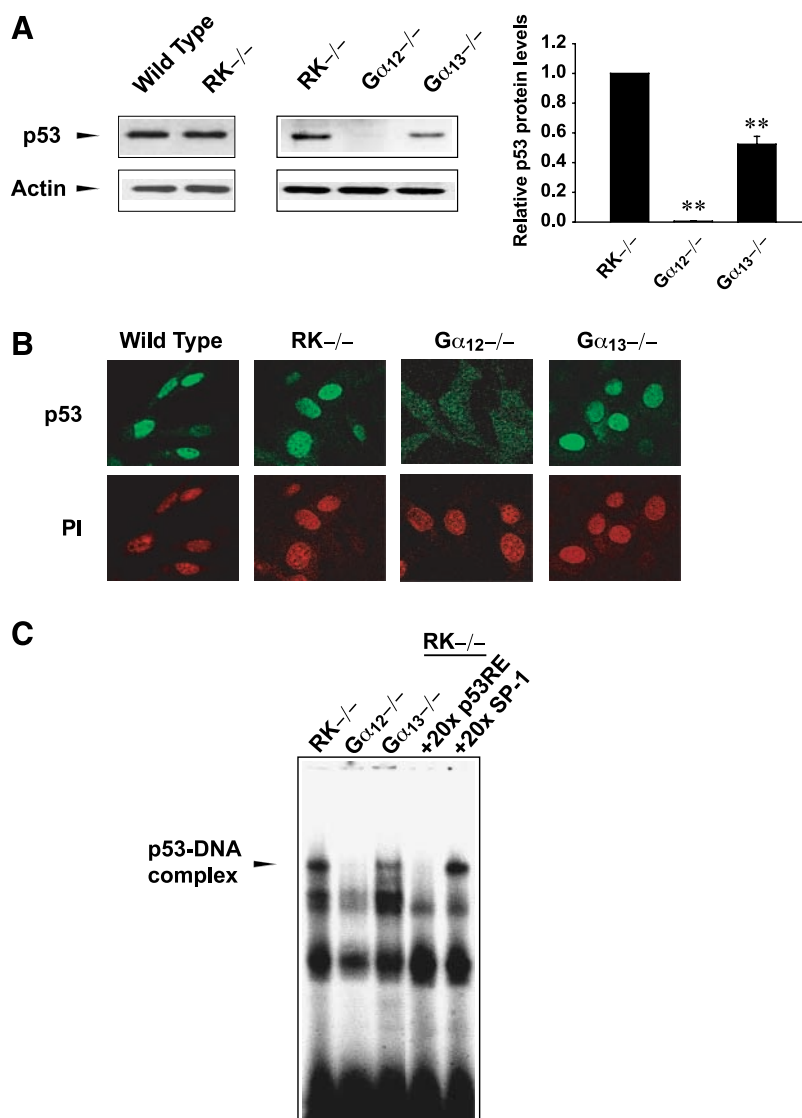 A
Wild Type
RK−/−
RK−/−
Gα12−/−
Gα13−/−
p53
Actin
Relative p53 protein levels
1.0
0.8
0.6
0.4
0.2
0.0
**
**
RK−/−
Gα12−/−
Gα13−/−
B
Wild Type
RK−/−
Gα12−/−
Gα13−/−
p53
PI
C
RK−/−
RK−/−
Gα12−/−
Gα13−/−
+20x p53RE
+20x SP-1
p53-DNA
complex